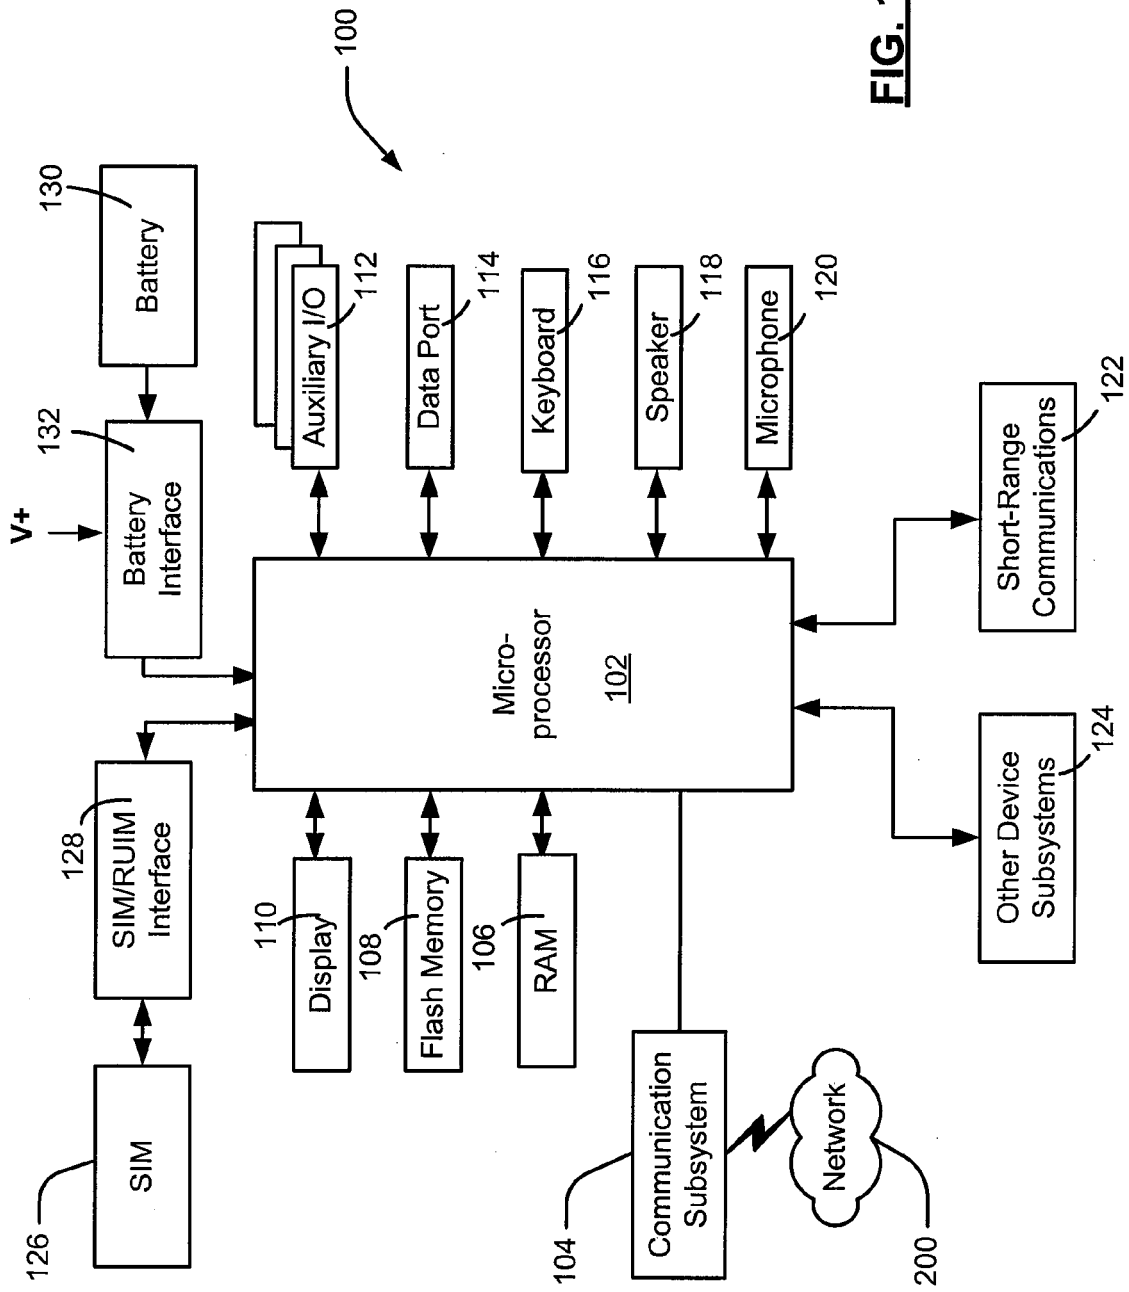 126
SIM
128
SIM/RUIM
Interface
V+
132
Battery
Interface
130
Battery
100
110
Display
108
Flash Memory
106
RAM
Micro-
processor
102
Auxiliary I/O
112
Data Port
114
Keyboard
116
Speaker
118
Microphone
120
104
Communication
Subsystem
Network
200
Other Device
Subsystems
124
Short-Range
Communications
122
FIG.